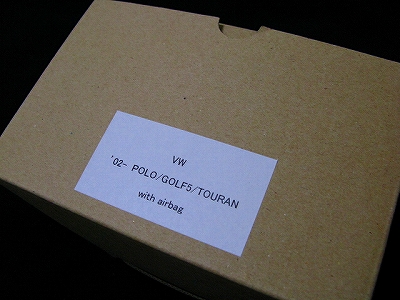 VW
'02- POLO/GOLF5/TOURAN
with airbag